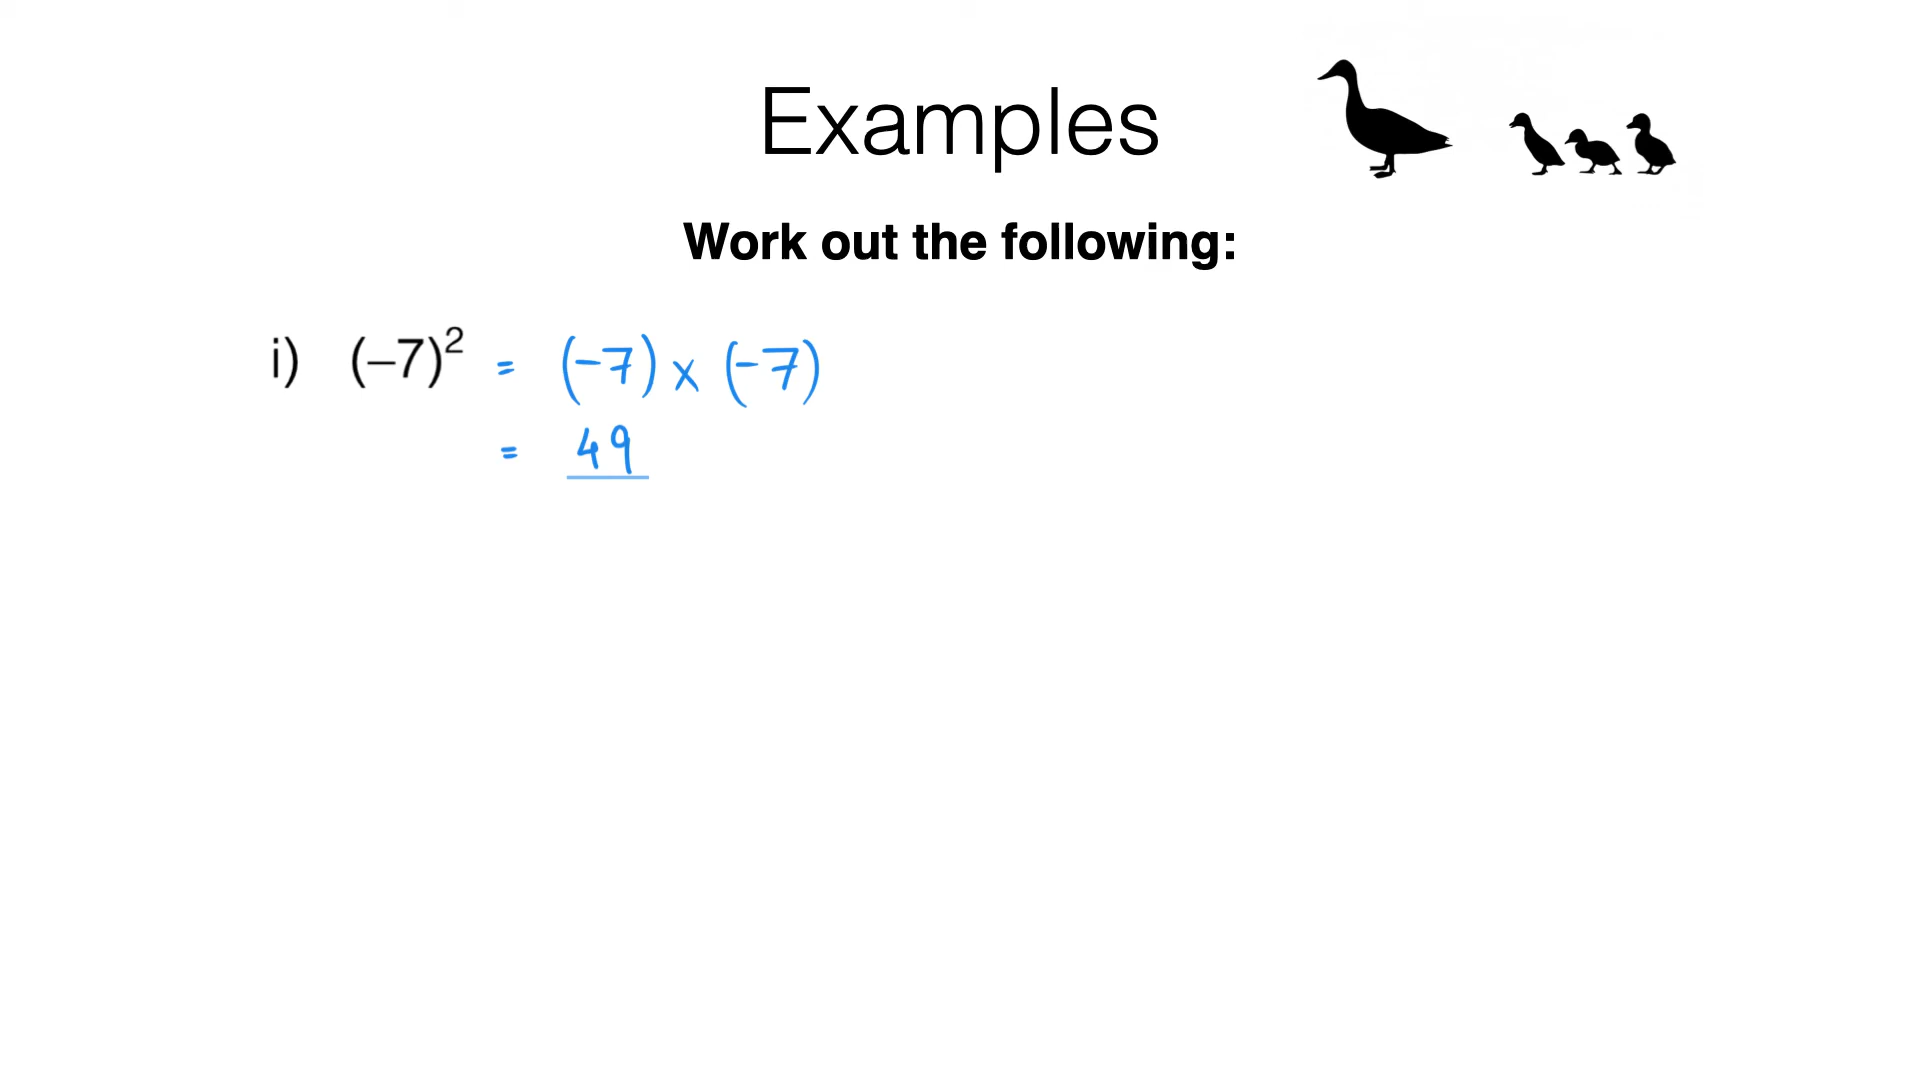 Examples
Work out the following:
i) (–7)² = (-7) x (-7)
= 49